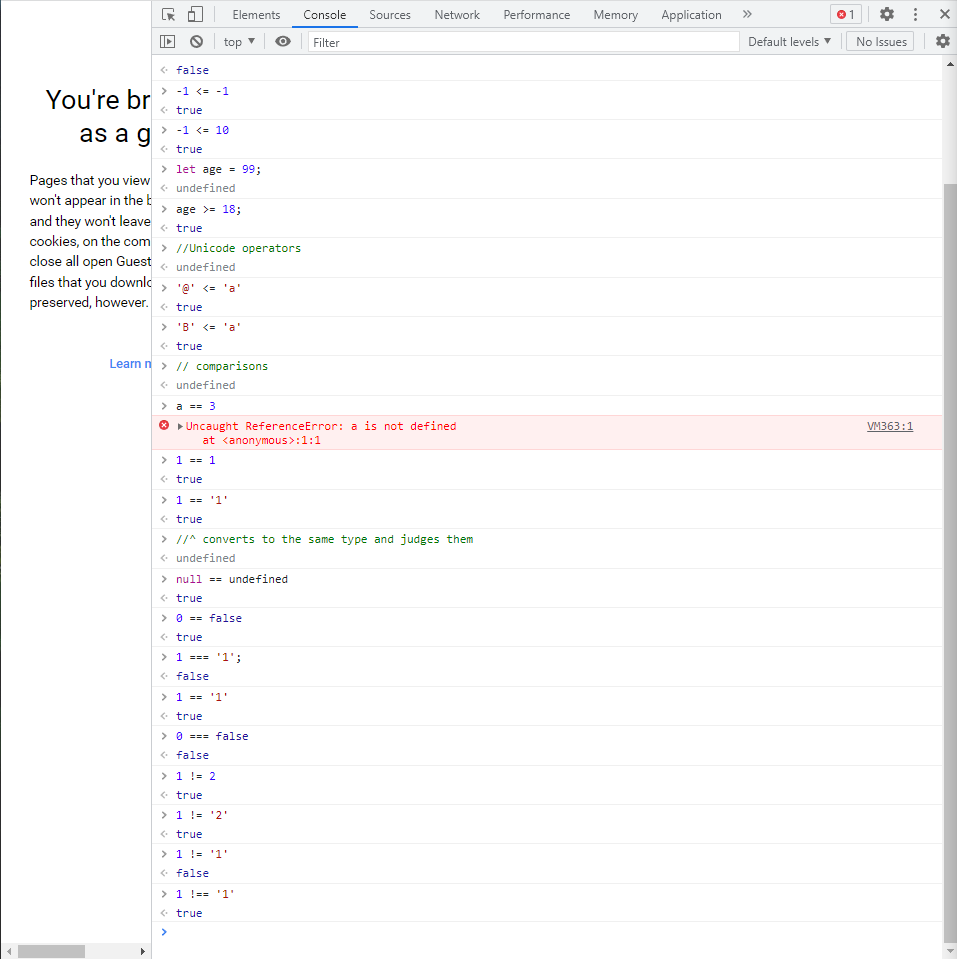 Elements Console Sources Network Performance Memory Application 1
top Filter Default levels No Issues
You're br
as a g
Pages that you view
won't appear in the b
and they won't leave
cookies, on the com
close all open Guest
files that you downlo
preserved, however.
Learn n
false
-1 <= -1
true
-1 <= 10
true
let age = 99;
undefined
age >= 18;
true
//Unicode operators
undefined
'@' <= 'a'
true
'B' <= 'a'
true
// comparisons
undefined
a == 3
Uncaught ReferenceError: a is not defined VM363:1
at <anonymous>:1:1
1 == 1
true
1 == '1'
true
//^ converts to the same type and judges them
undefined
null == undefined
true
0 == false
true
1 === '1';
false
1 == '1'
true
0 === false
false
1 != 2
true
1 != '2'
true
1 != '1'
false
1 !== '1'
true